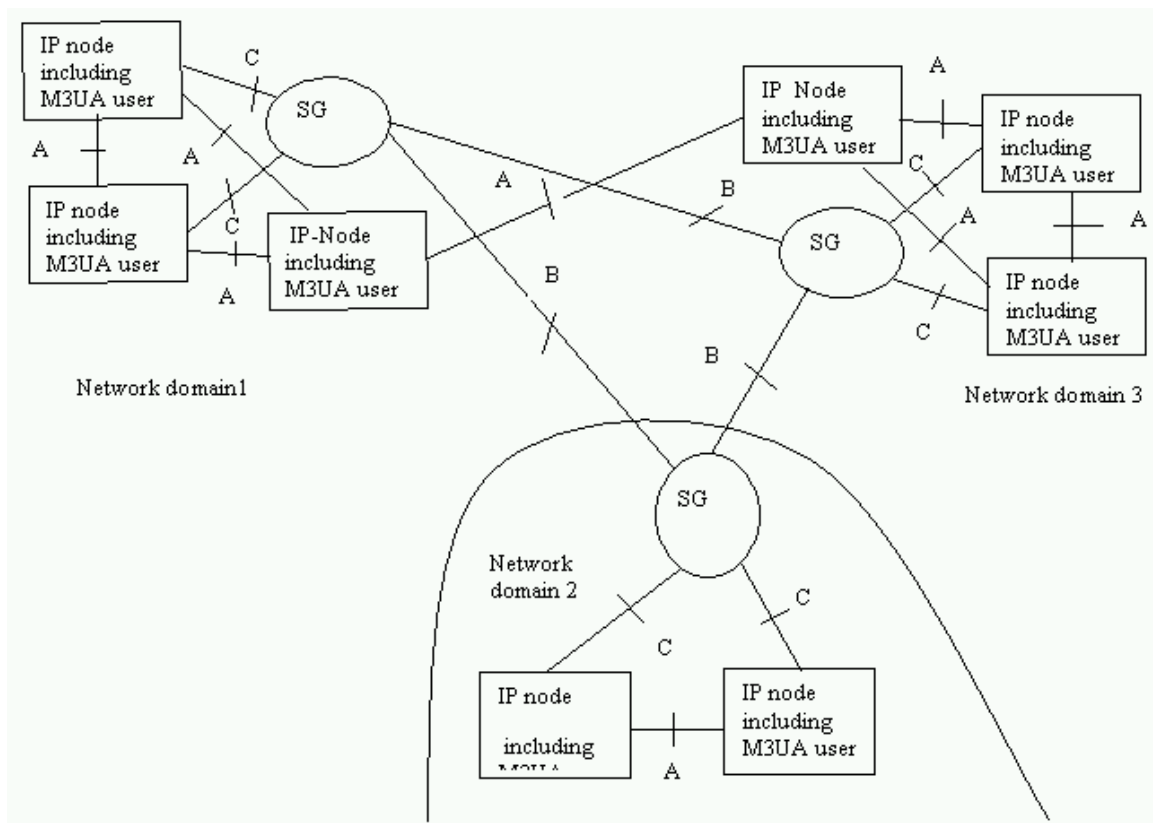 IP node
including
M3UA user
C
SG
A
A
IP node
including
M3UA user
C
A
IP-Node
including
M3UA user
A
B
B
IP Node
including
M3UA user
A
IP node
including
M3UA user
C
A
A
SG
C
IP node
including
M3UA user
B
Network domain1
Network domain 3
SG
Network
domain 2
C
C
IP node
including
A
IP node
including
M3UA user